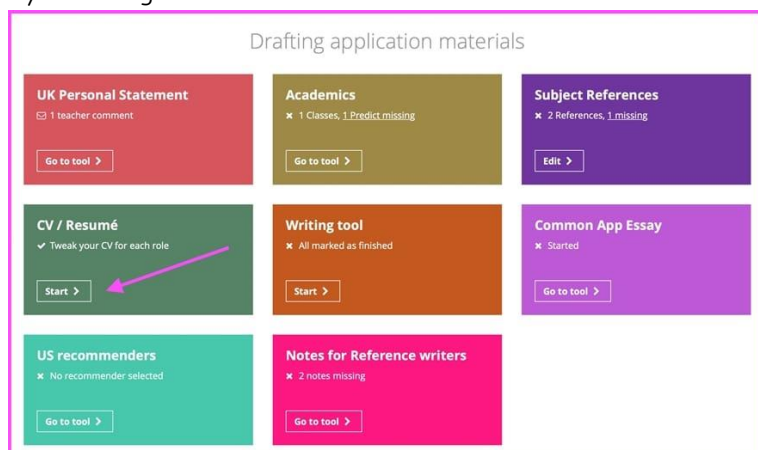 Drafting application materials
UK Personal Statement
1 teacher comment
Go to tool >
Academics
1 Classes, 1 Predict missing
Go to tool >
Subject References
2 References, 1 missing
Edit >
CV / Resumé
Tweak your CV for each role
Start >
Writing tool
All marked as finished
Start >
Common App Essay
Started
Go to tool >
US recommenders
No recommender selected
Go to tool >
Notes for Reference writers
2 notes missing
Go to tool >